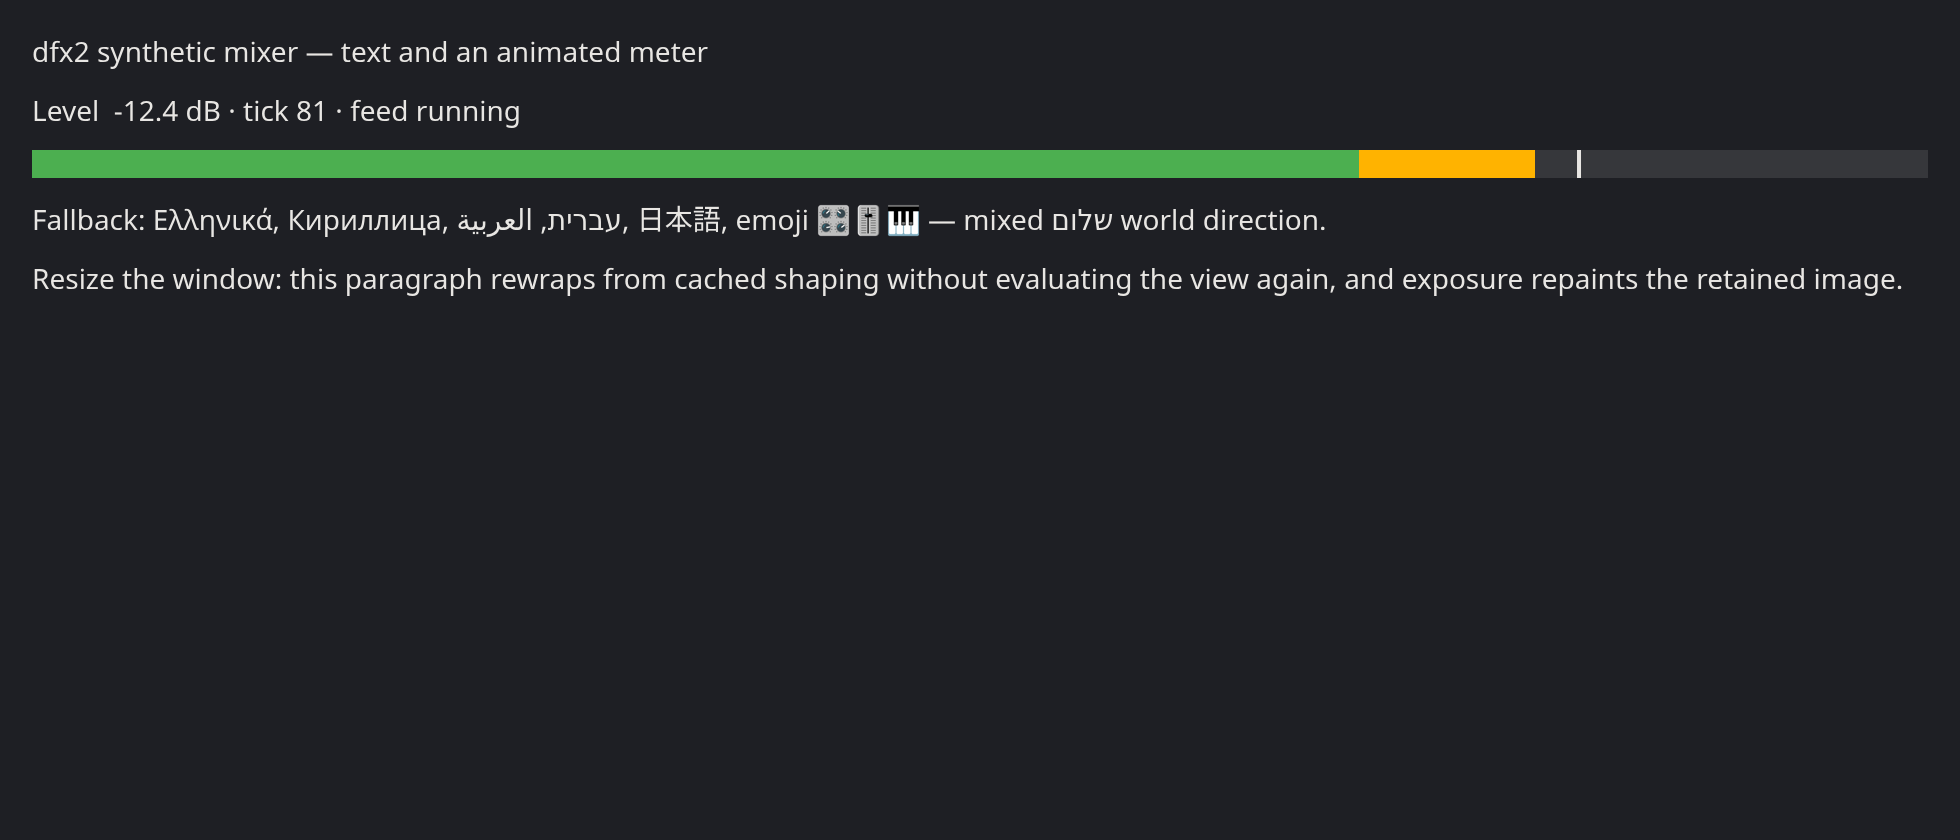 dfx2 synthetic mixer — text and an animated meter
Level  -12.4 dB · tick 81 · feed running
Fallback: Ελληνικά, Кириллица, עברית, العربية, 日本語, emoji 🎛🎚🎹 — mixed שלום world direction.
Resize the window: this paragraph rewraps from cached shaping without evaluating the view again, and exposure repaints the retained image.